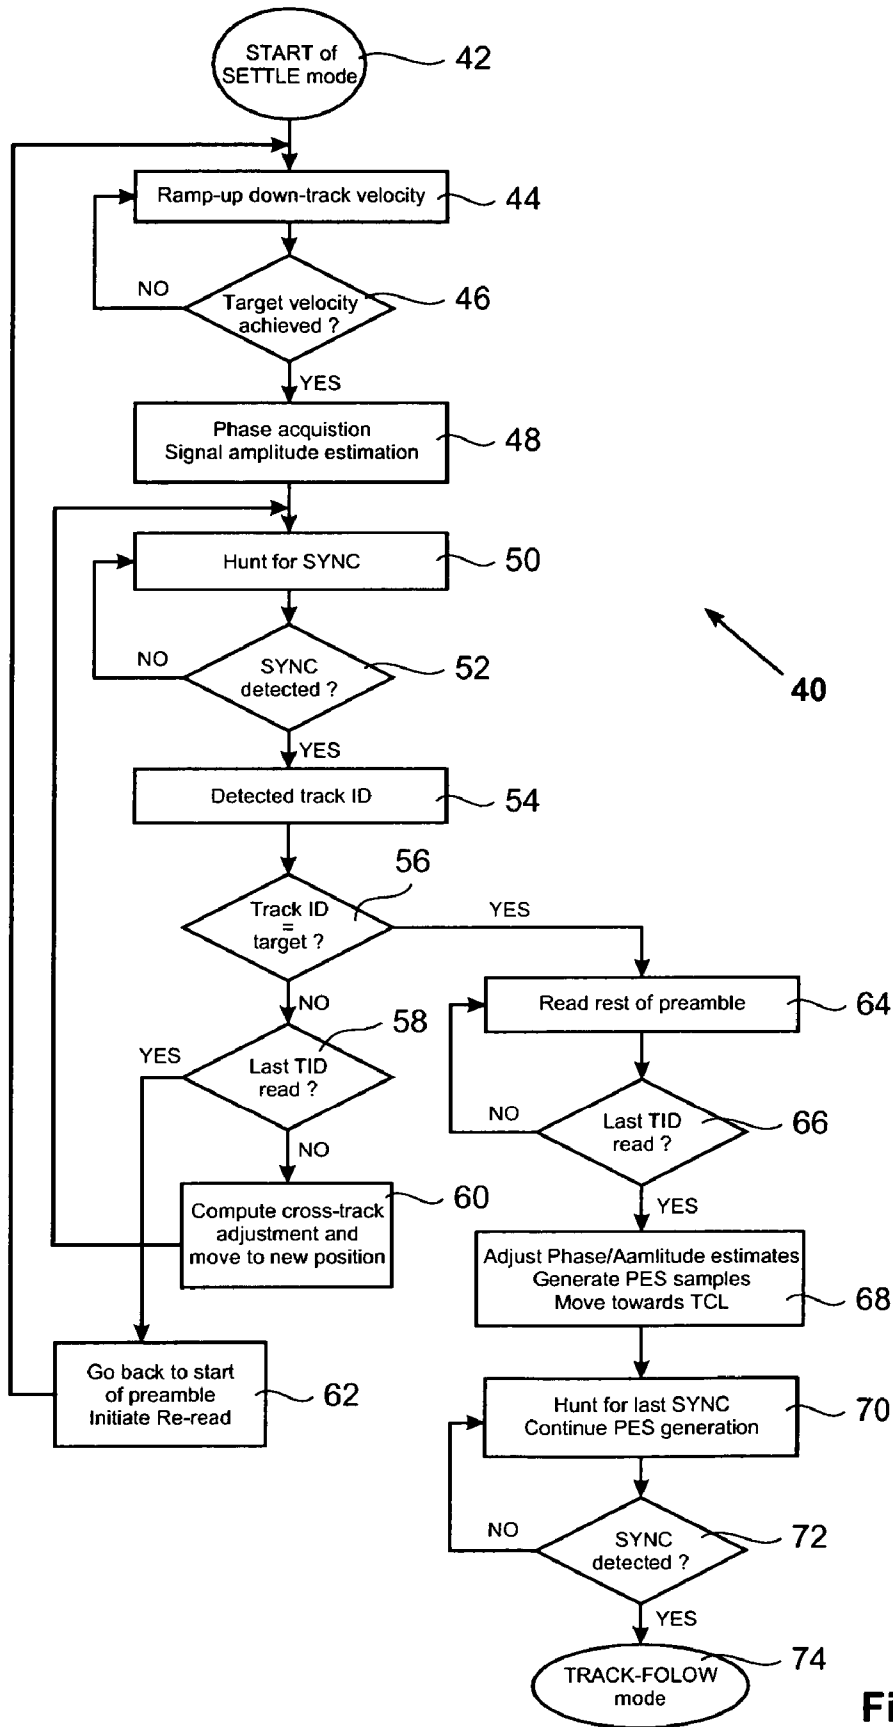 START of
SETTLE mode
42
Ramp-up down-track velocity
44
NO
Target velocity
achieved ?
46
YES
Phase acquistion
Signal amplitude estimation
48
Hunt for SYNC
50
NO
SYNC
detected ?
52
40
YES
Detected track ID
54
56
Track ID
=
target ?
YES
NO
Read rest of preamble
64
58
YES
Last TID
read ?
NO
Last TID
read ?
66
NO
60
YES
Compute cross-track
adjustment and
move to new position
Adjust Phase/Aamlitude estimates
Generate PES samples
Move towards TCL
68
Go back to start
of preamble
Initiate Re-read
62
Hunt for last SYNC
Continue PES generation
70
NO
SYNC
detected ?
72
YES
TRACK-FOLOW
mode
74
Fi